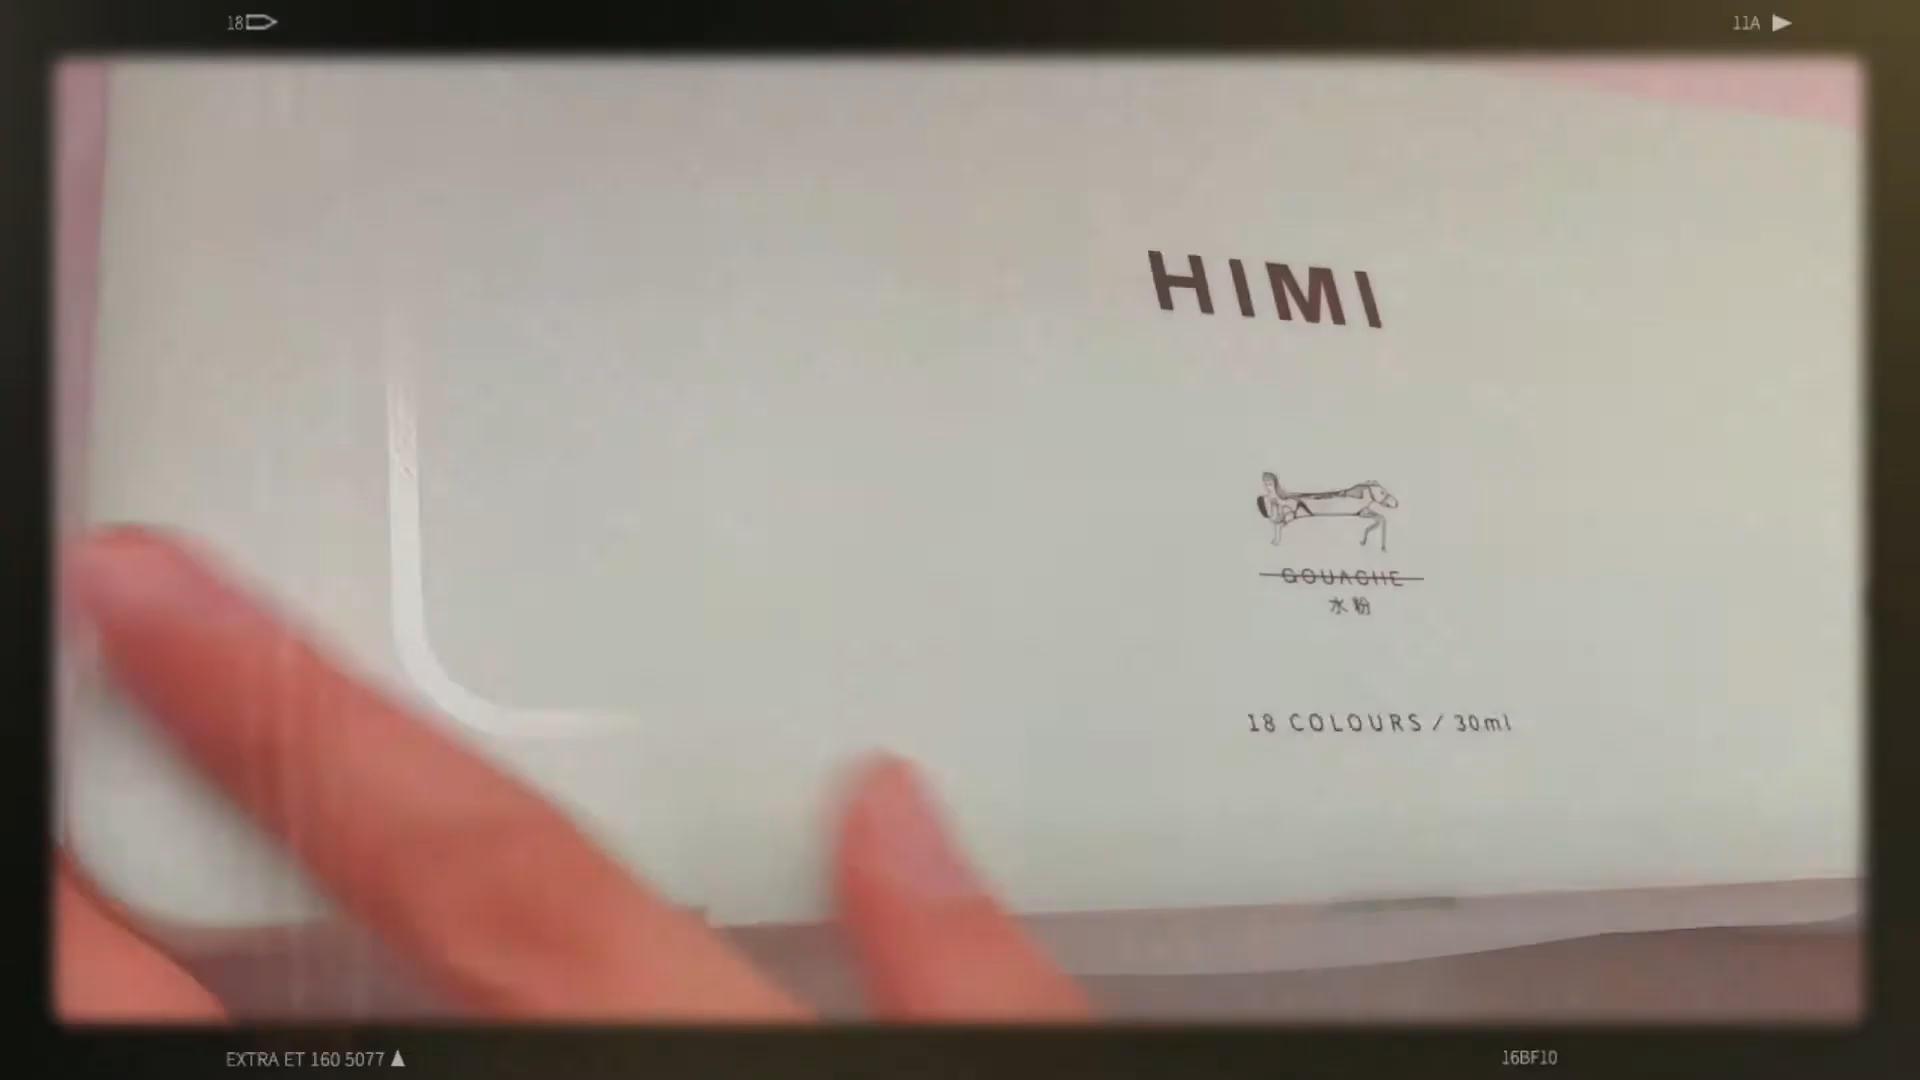 18
11A
HIMI
GOUACHE
水粉
18 COLOURS / 30ml
EXTRA ET 160 5077
16BF10